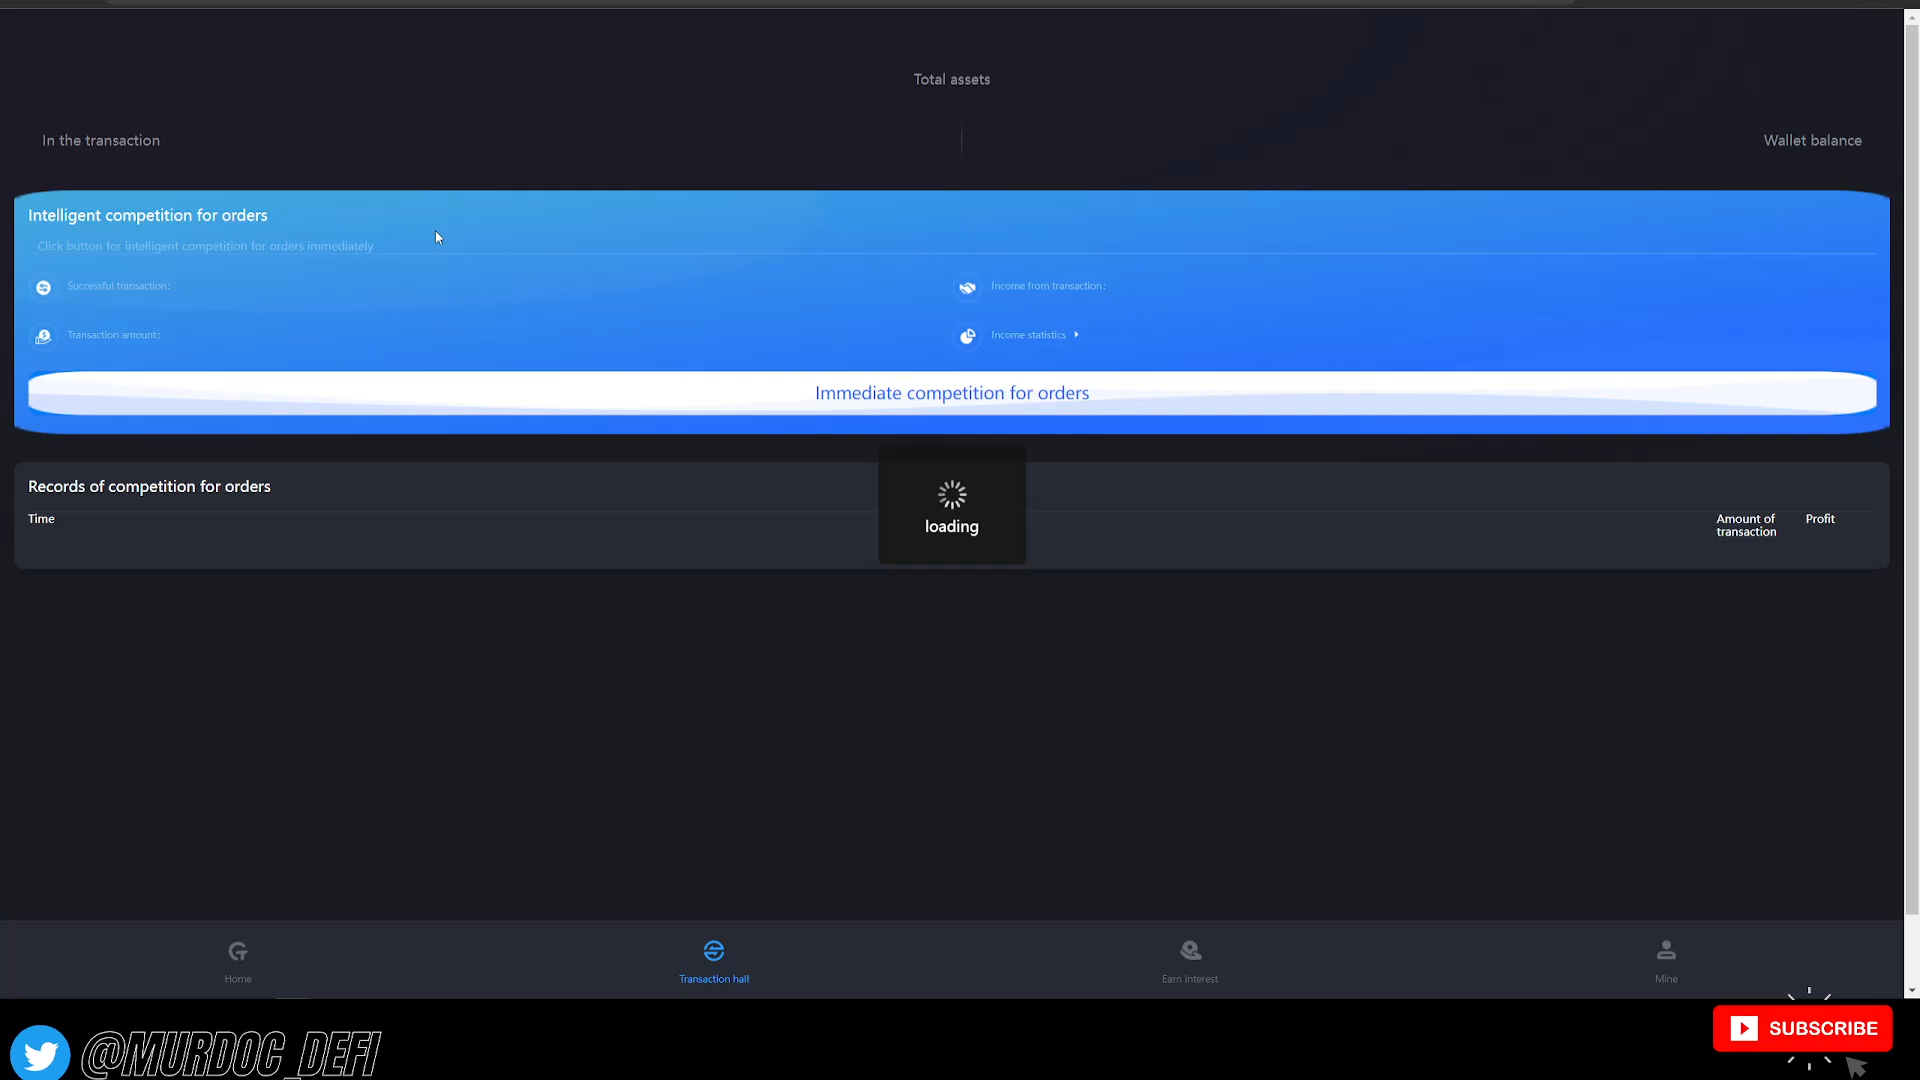 Total assets
In the transaction
Wallet balance
Intelligent competition for orders
Click button for intelligent competition for orders immediately
Successful transaction:
Income from transaction:
Transaction amount:
Income statistics
Immediate competition for orders
Records of competition for orders
Time
Amount of
transaction
Profit
loading
Home
Transaction hall
Earn interest
Mine
@MURDOC_DEFI
SUBSCRIBE